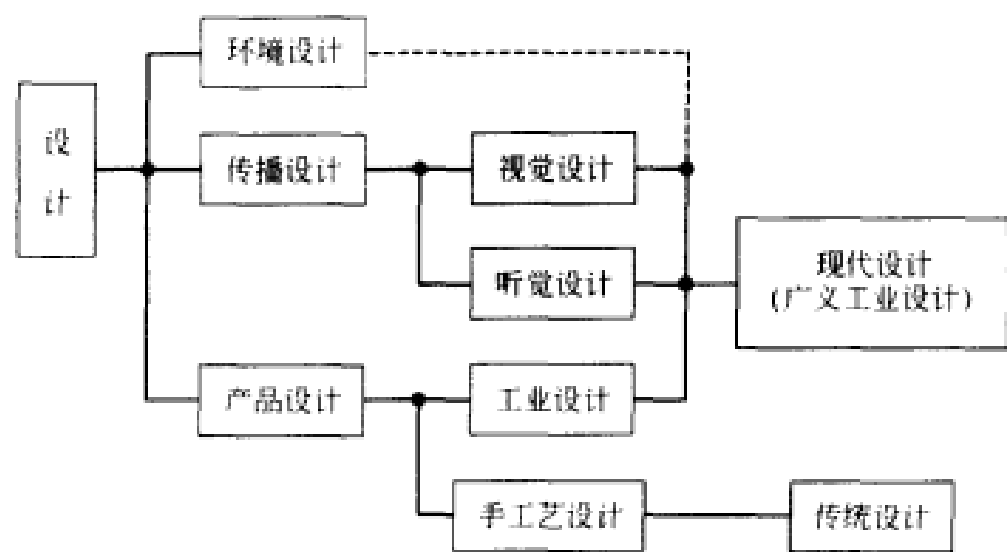 环境设计
设
计
传播设计
视觉设计
听觉设计
现代设计
(广义工业设计)
产品设计
工业设计
手工艺设计
传统设计